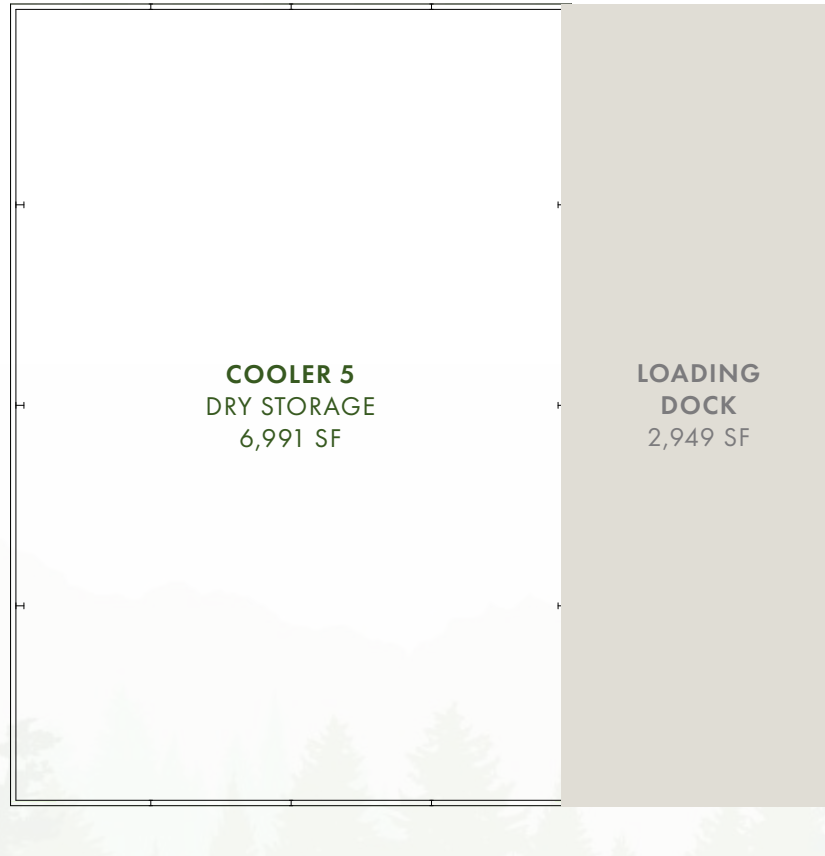 COOLER 5
DRY STORAGE
6,991 SF
LOADING
DOCK
2,949 SF